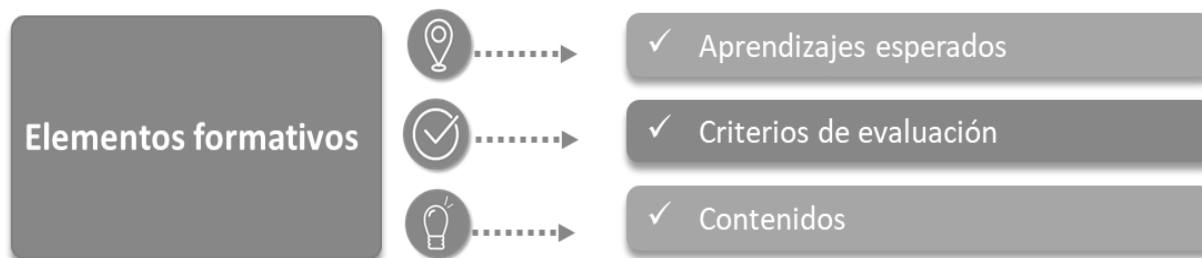 Elementos formativos
✓ Aprendizajes esperados
✓ Criterios de evaluación
✓ Contenidos